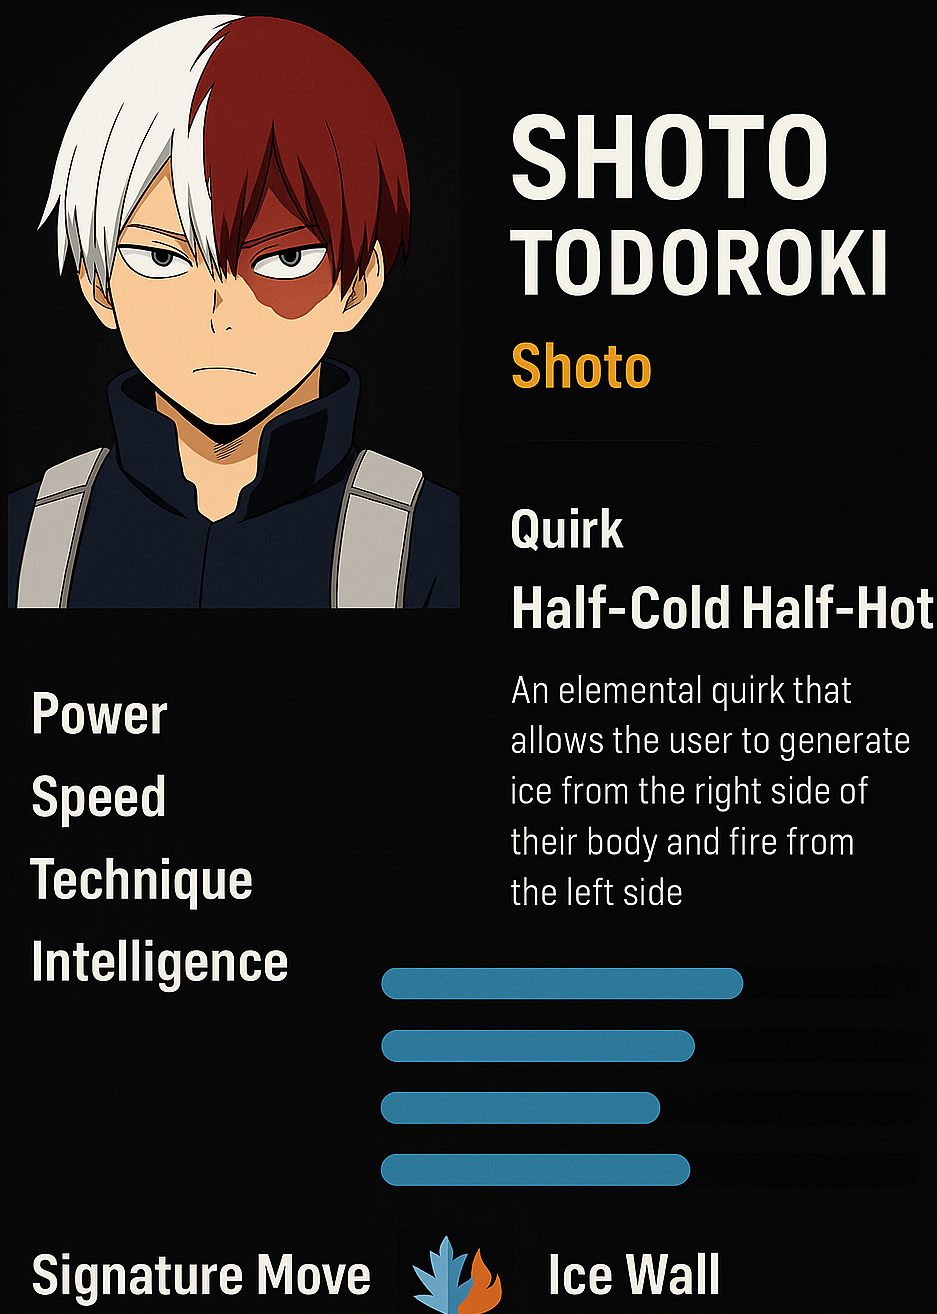 SHOTO
TODOROKI
Shoto
Quirk
Half-Cold Half-Hot
An elemental quirk that
allows the user to generate
ice from the right side of
their body and fire from
the left side
Power
Speed
Technique
Intelligence
Signature Move
Ice Wall